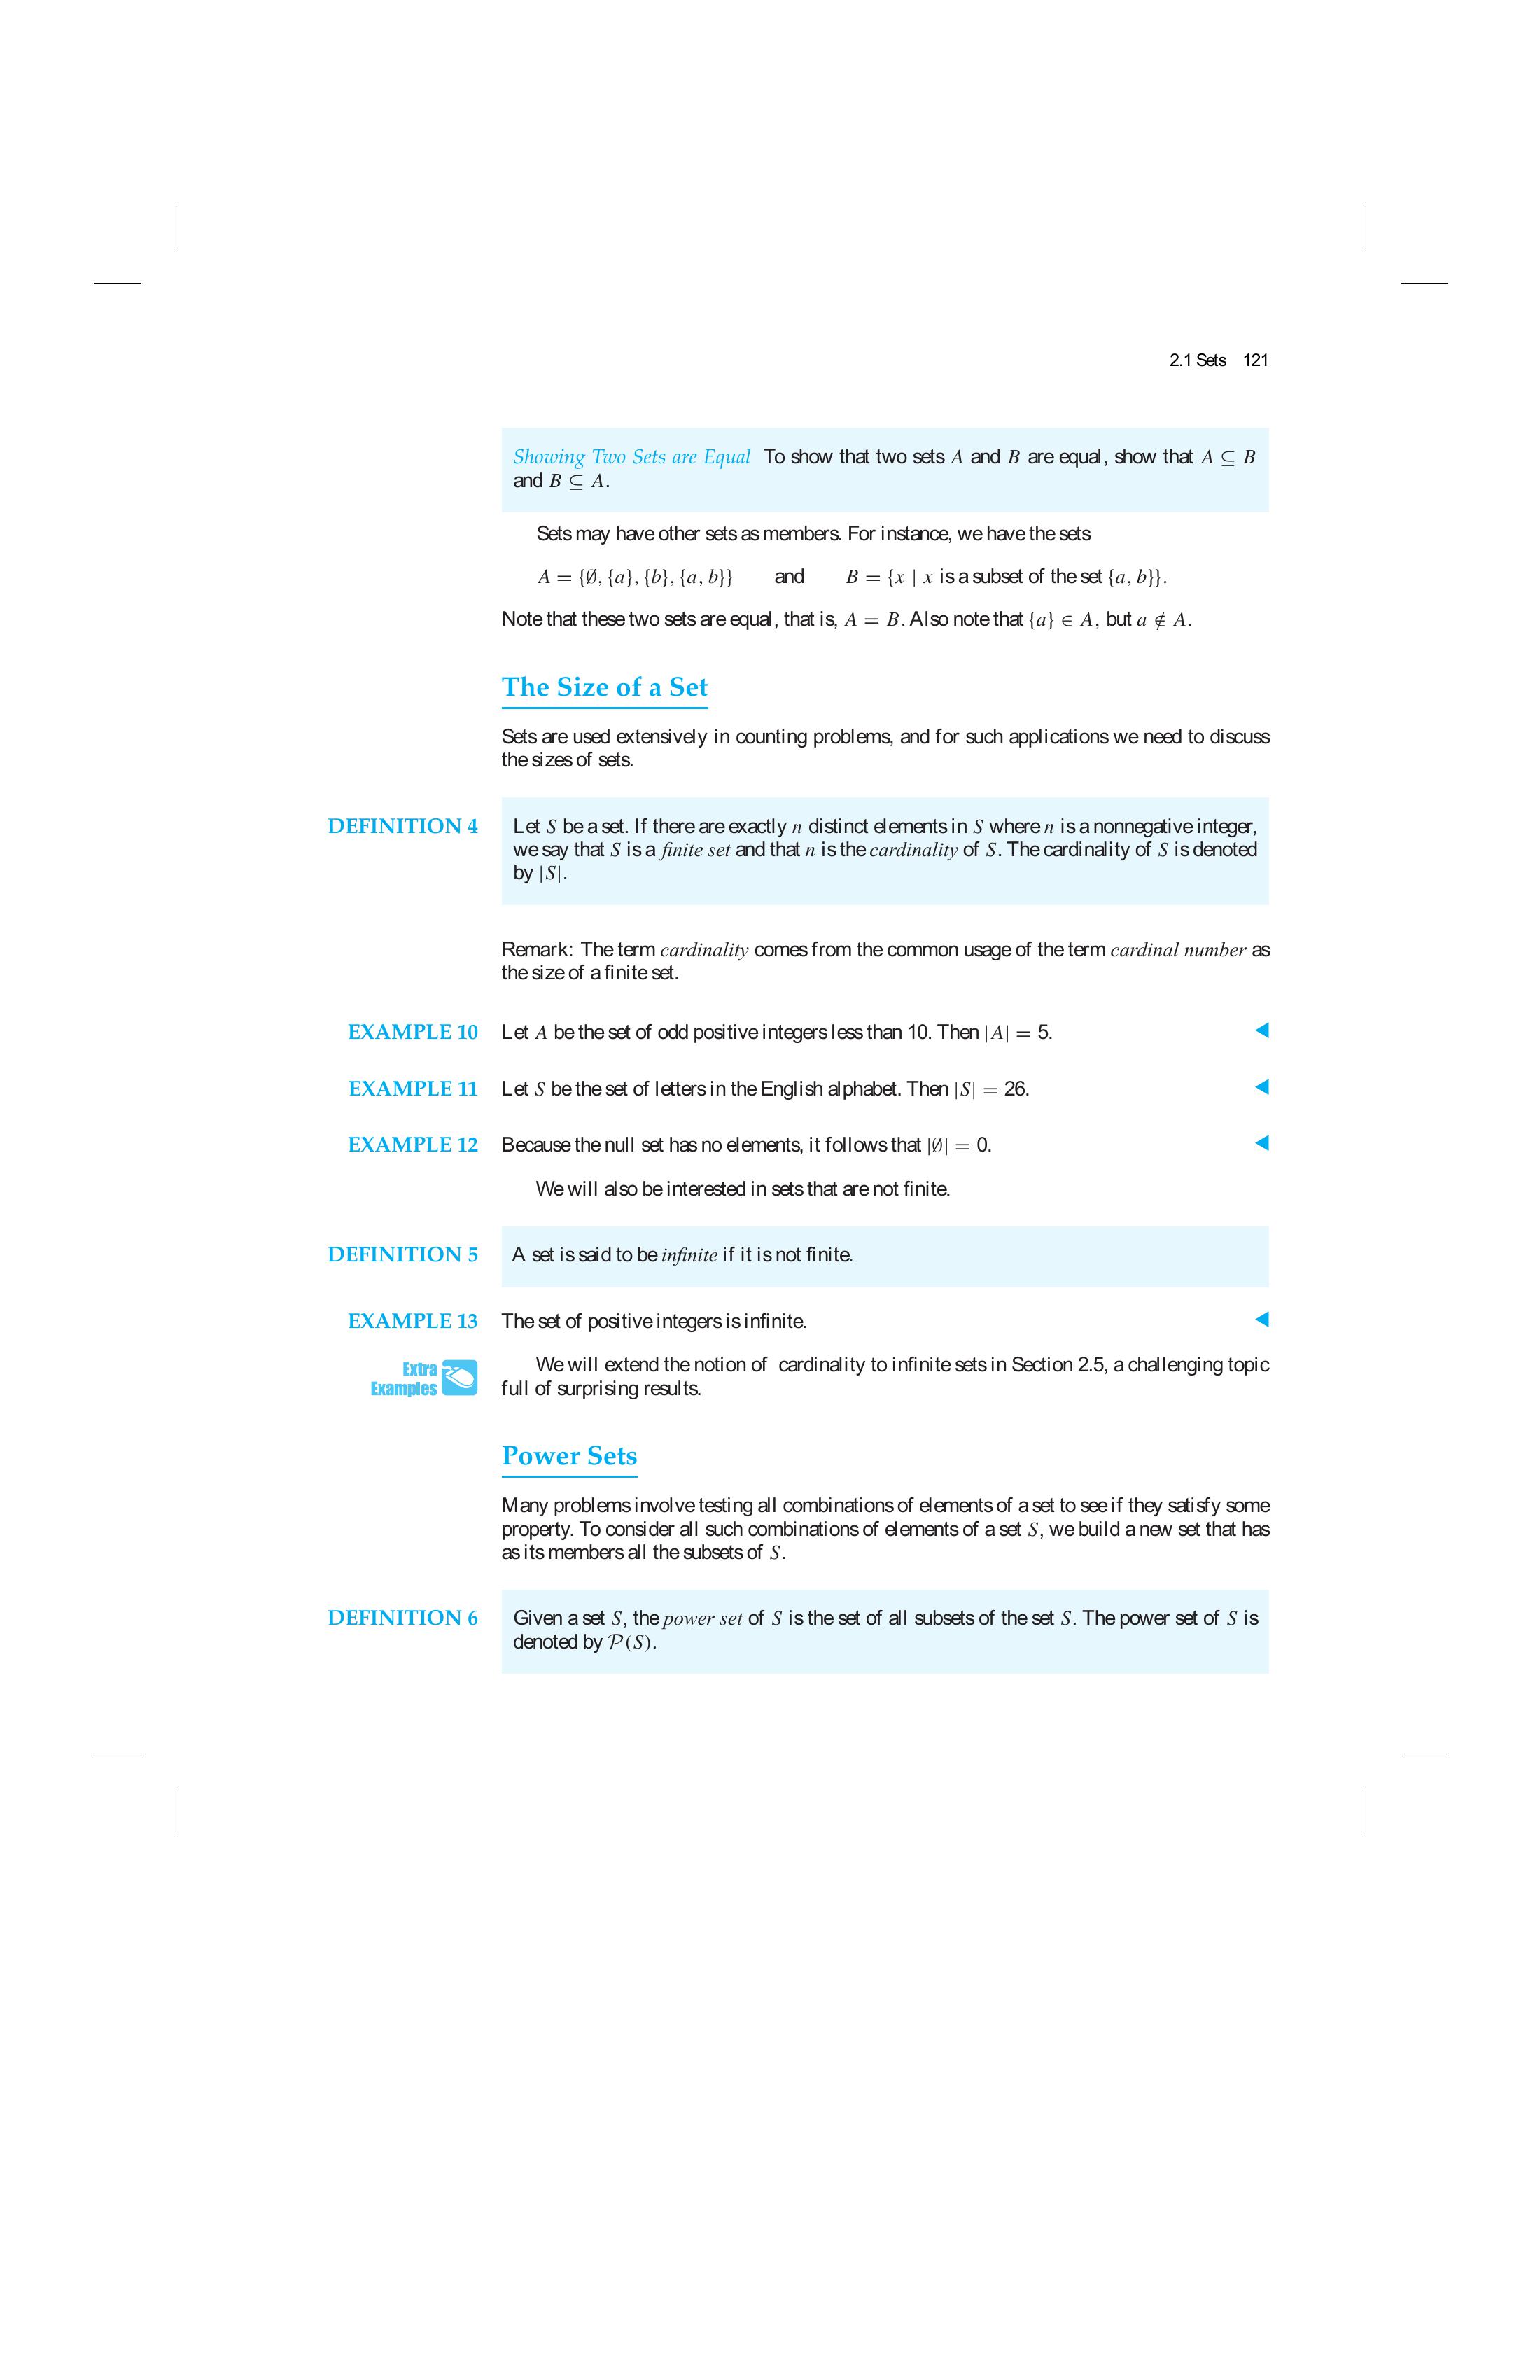 2.1 Sets 121
Showing Two Sets are Equal To show that two sets A and B are equal, show that A ⊆ B
and B ⊆ A.
Sets may have other sets as members. For instance, we have the sets
A = {∅, {a}, {b}, {a, b}} and B = {x | x is a subset of the set {a, b}}.
Note that these two sets are equal, that is, A = B. Also note that {a} ∈ A, but a ∉ A.
The Size of a Set
Sets are used extensively in counting problems, and for such applications we need to discuss
the sizes of sets.
DEFINITION 4 Let S be a set. If there are exactly n distinct elements in S where n is a nonnegative integer,
we say that S is a finite set and that n is the cardinality of S. The cardinality of S is denoted
by |S|.
Remark: The term cardinality comes from the common usage of the term cardinal number as
the size of a finite set.
EXAMPLE 10 Let A be the set of odd positive integers less than 10. Then |A| = 5. ◀
EXAMPLE 11 Let S be the set of letters in the English alphabet. Then |S| = 26. ◀
EXAMPLE 12 Because the null set has no elements, it follows that |∅| = 0. ◀
We will also be interested in sets that are not finite.
DEFINITION 5 A set is said to be infinite if it is not finite.
EXAMPLE 13 The set of positive integers is infinite. ◀
Extra
Examples
We will extend the notion of cardinality to infinite sets in Section 2.5, a challenging topic
full of surprising results.
Power Sets
Many problems involve testing all combinations of elements of a set to see if they satisfy some
property. To consider all such combinations of elements of a set S, we build a new set that has
as its members all the subsets of S.
DEFINITION 6 Given a set S, the power set of S is the set of all subsets of the set S. The power set of S is
denoted by 𝒫(S).